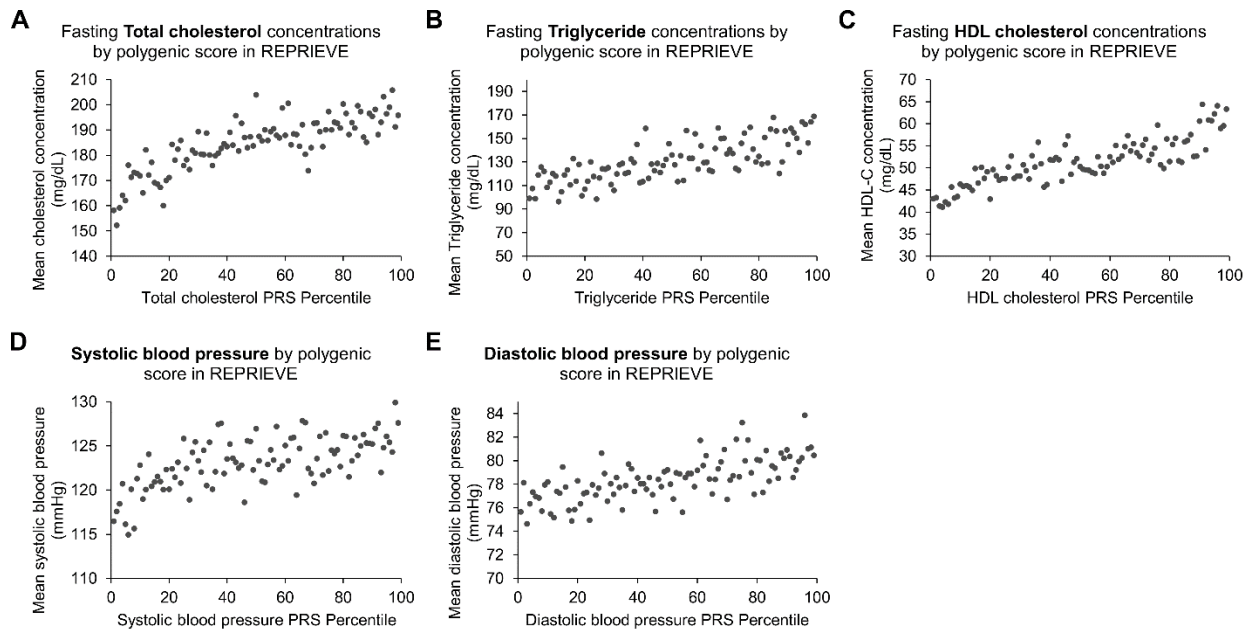 A
Fasting Total cholesterol concentrations
by polygenic score in REPRIEVE
Mean cholesterol concentration
(mg/dL)
210
200
190
180
170
160
150
140
0
20
40
60
80
100
Total cholesterol PRS Percentile
B
Fasting Triglyceride concentrations by
polygenic score in REPRIEVE
Mean Triglyceride concentration
(mg/dL)
190
170
150
130
110
90
70
50
0
20
40
60
80
100
Triglyceride PRS Percentile
C
Fasting HDL cholesterol concentrations
by polygenic score in REPRIEVE
Mean HDL-C concentration
(mg/dL)
70
65
60
55
50
45
40
35
30
0
20
40
60
80
100
HDL cholesterol PRS Percentile
D
Systolic blood pressure by polygenic
score in REPRIEVE
Mean systolic blood pressure
(mmHg)
130
125
120
115
110
0
20
40
60
80
100
Systolic blood pressure PRS Percentile
E
Diastolic blood pressure by polygenic
score in REPRIEVE
Mean diastolic blood pressure
(mmHg)
84
82
80
78
76
74
72
70
0
20
40
60
80
100
Diastolic blood pressure PRS Percentile